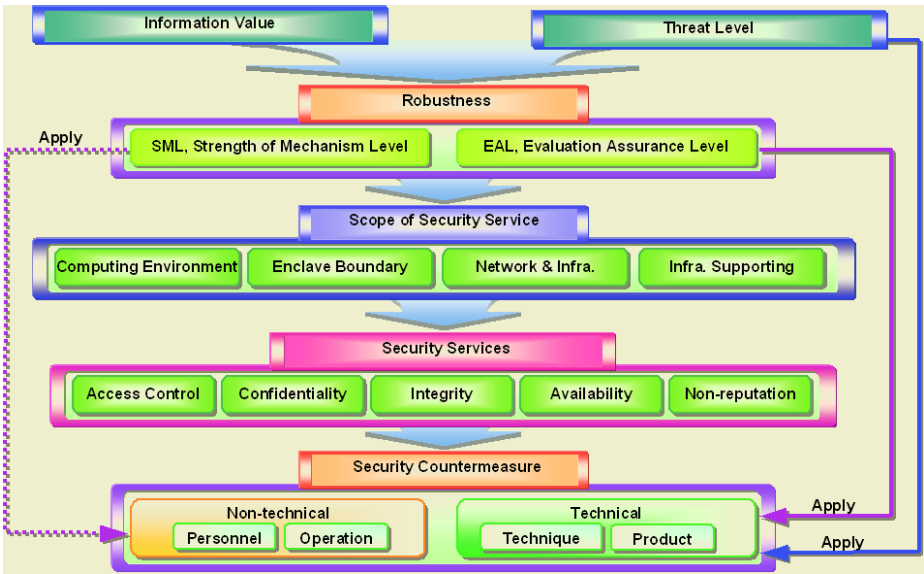 Information Value
Threat Level
Robustness
Apply
SML, Strength of Mechanism Level
EAL, Evaluation Assurance Level
Scope of Security Service
Computing Environment
Enclave Boundary
Network & Infra.
Infra. Supporting
Security Services
Access Control
Confidentiality
Integrity
Availability
Non-reputation
Security Countermeasure
Non-technical
Personnel
Operation
Technical
Technique
Product
Apply
Apply